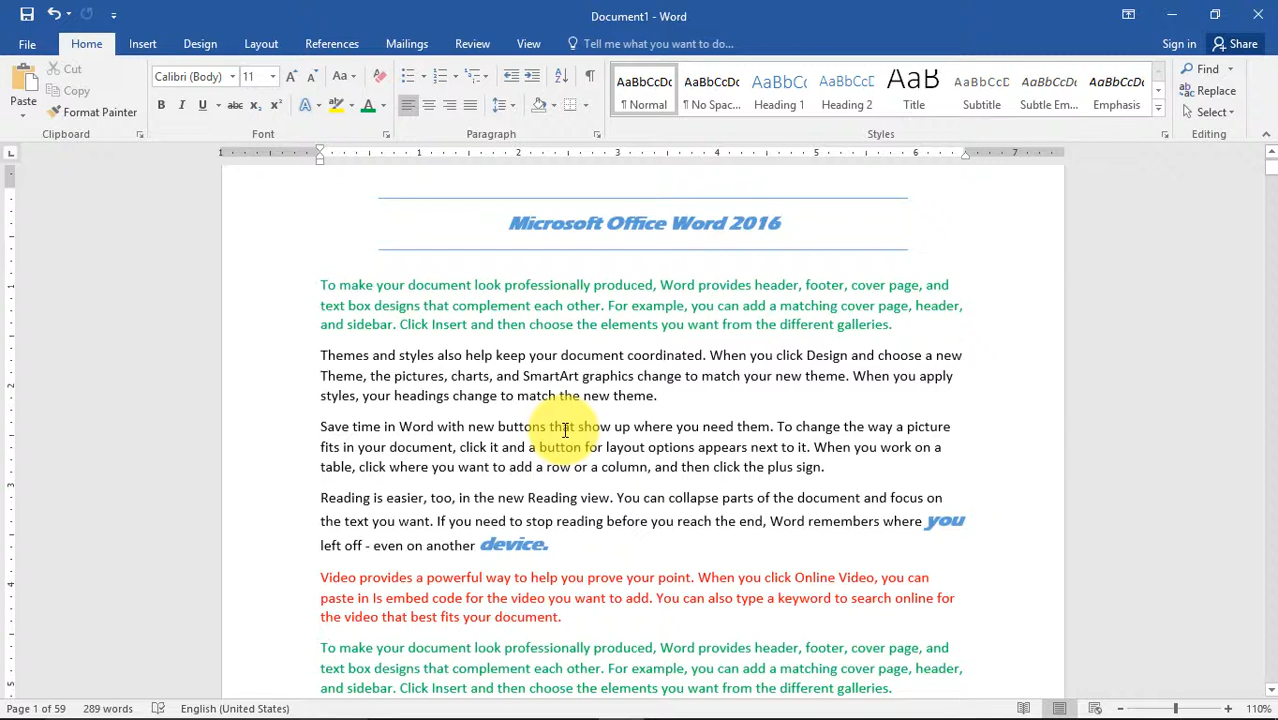 Document1 - Word
File Home Insert Design Layout References Mailings Review View Tell me what you want to do... Sign in Share
Paste Cut Copy Format Painter
Calibri (Body) 11
AaBbCcDc AaBbCcDc AaBbCc AaBbCcD AaB AaBbCcD AaBbCcDc AaBbCcDc
¶ Normal ¶ No Spac... Heading 1 Heading 2 Title Subtitle Subtle Em... Emphasis
Find Replace Select
Clipboard Font Paragraph Styles Editing
1 1 2 3 4 5 6 7
Microsoft Office Word 2016
To make your document look professionally produced, Word provides header, footer, cover page, and
text box designs that complement each other. For example, you can add a matching cover page, header,
and sidebar. Click Insert and then choose the elements you want from the different galleries.
Themes and styles also help keep your document coordinated. When you click Design and choose a new
Theme, the pictures, charts, and SmartArt graphics change to match your new theme. When you apply
styles, your headings change to match the new theme.
Save time in Word with new buttons that show up where you need them. To change the way a picture
fits in your document, click it and a button for layout options appears next to it. When you work on a
table, click where you want to add a row or a column, and then click the plus sign.
Reading is easier, too, in the new Reading view. You can collapse parts of the document and focus on
the text you want. If you need to stop reading before you reach the end, Word remembers where you
left off - even on another device.
Video provides a powerful way to help you prove your point. When you click Online Video, you can
paste in Is embed code for the video you want to add. You can also type a keyword to search online for
the video that best fits your document.
To make your document look professionally produced, Word provides header, footer, cover page, and
text box designs that complement each other. For example, you can add a matching cover page, header,
and sidebar. Click Insert and then choose the elements you want from the different galleries.
Page 1 of 59 289 words English (United States) 110%